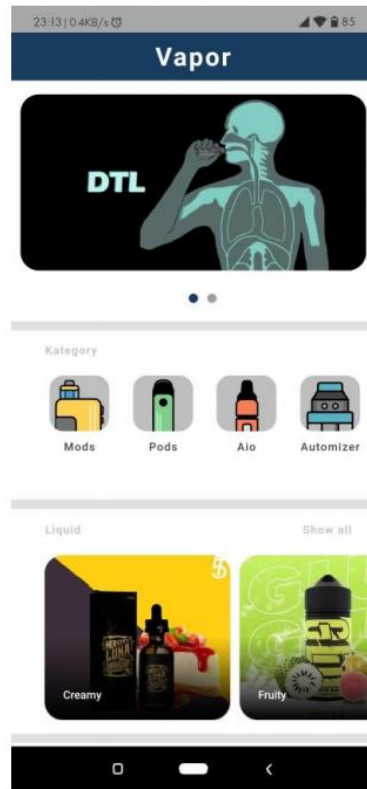 23:13 | 0.4KB/s
85
Vapor
DTL
Kategory
Mods Pods Aio Automizer
Liquid Show all
Creamy Fruity